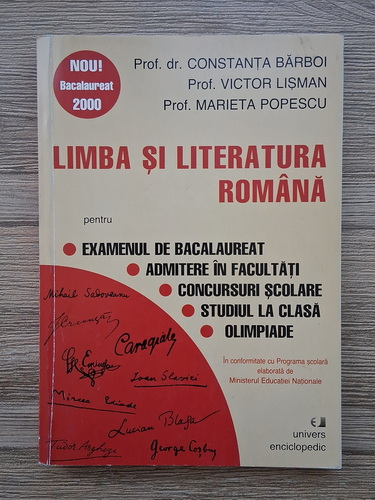 NOU!
Bacalaureat
2000
Prof. dr. CONSTANȚA BĂRBOI
Prof. VICTOR LIȘMAN
Prof. MARIETA POPESCU
LIMBA ȘI LITERATURA
ROMÂNĂ
pentru
EXAMENUL DE BACALAUREAT
ADMITERE ÎN FACULTĂȚI
CONCURSURI ȘCOLARE
STUDIUL LA CLASĂ
OLIMPIADE
Mihail Sadoveanu
Caragiale
Ioan Slavici
Mircea Eliade
Lucian Blaga
Tudor Arghezi
George Coșbuc
În conformitate cu Programa școlară
elaborată de
Ministerul Educației Naționale
univers
enciclopedic